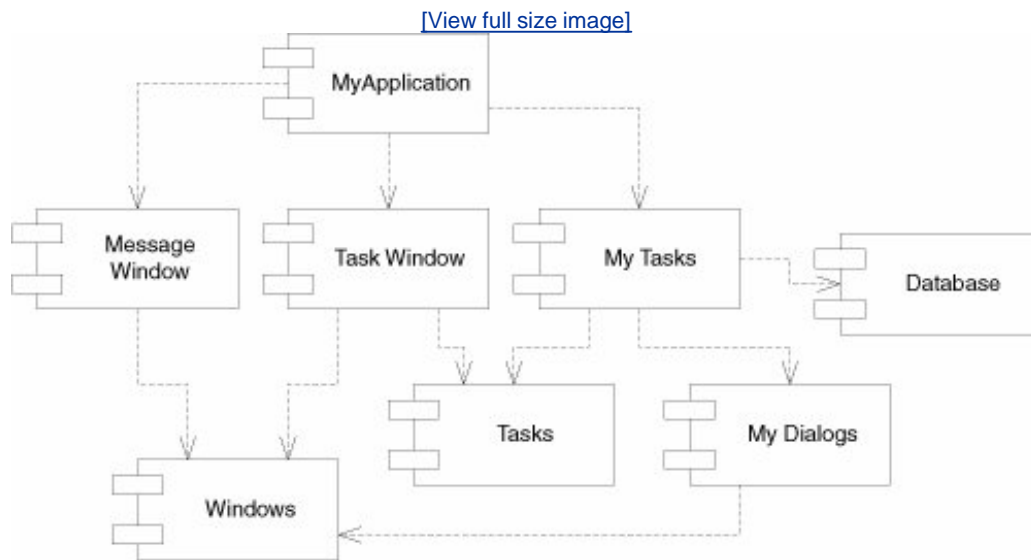 [View full size image]
MyApplication
Message
Window
Task Window
My Tasks
Database
Tasks
My Dialogs
Windows